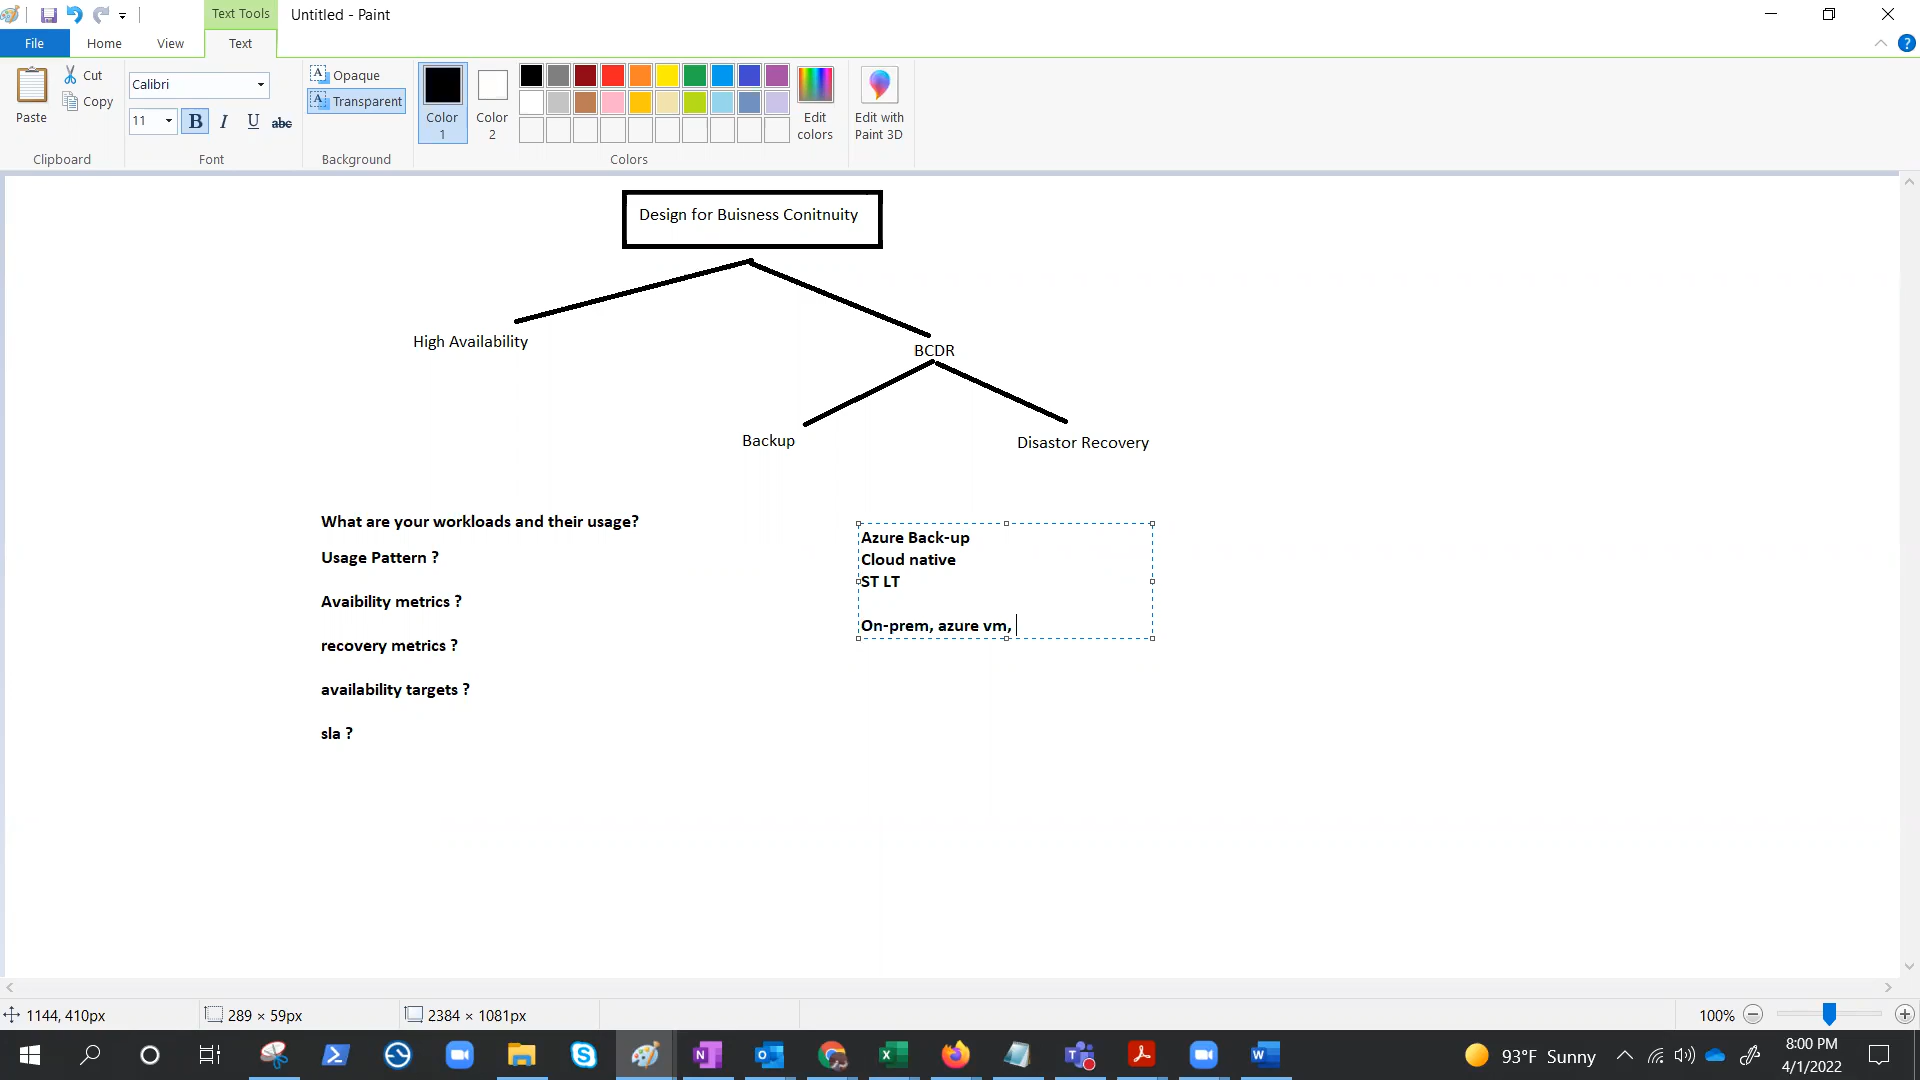 Text Tools
Untitled - Paint
File
Home
View
Text
Paste
Cut
Copy
Clipboard
Calibri
11
B
I
U
abc
Font
A
Opaque
A
Transparent
Background
Color
1
Color
2
Colors
Edit
colors
Edit with
Paint 3D
Design for Buisness Conitnuity
High Availability
BCDR
Backup
Disastor Recovery
What are your workloads and their usage?
Usage Pattern ?
Avaibility metrics ?
recovery metrics ?
availability targets ?
sla ?
Azure Back-up
Cloud native
ST LT
On-prem, azure vm,
1144, 410px
289 × 59px
2384 × 1081px
100%
93°F Sunny
8:00 PM
4/1/2022